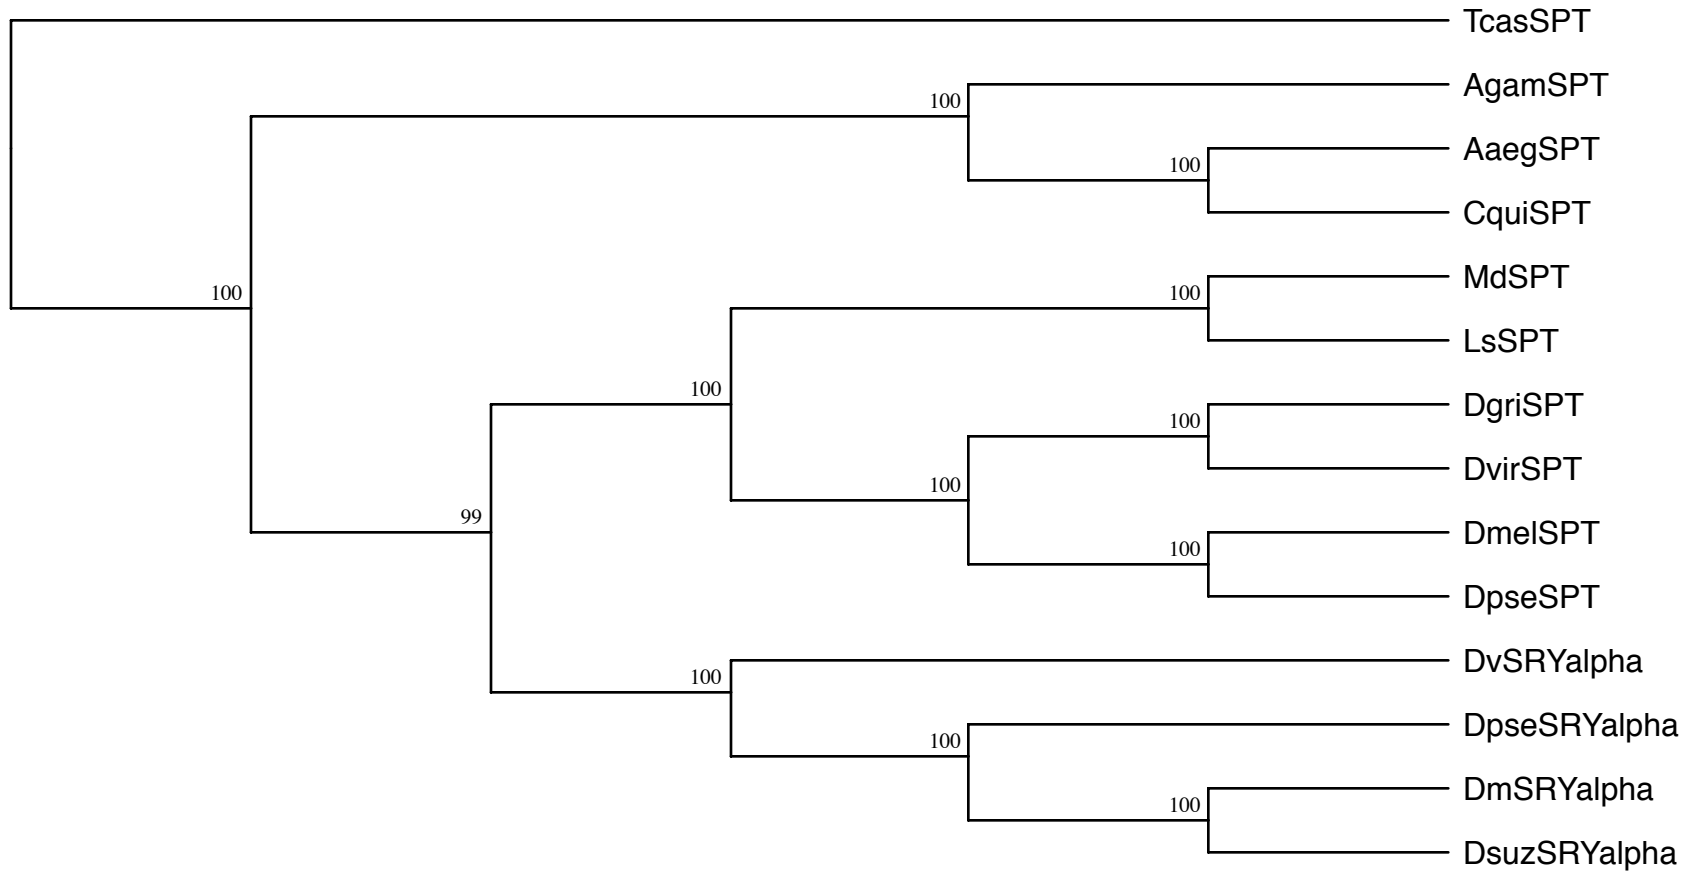 TcasSPT
100
AgamSPT
100
AaegSPT
CquiSPT
100
100
MdSPT
LsSPT
100
100
DgriSPT
DvirSPT
100
100
DmelSPT
DpseSPT
99
100
DvSRYalpha
100
DpseSRYalpha
100
DmSRYalpha
DsuzSRYalpha